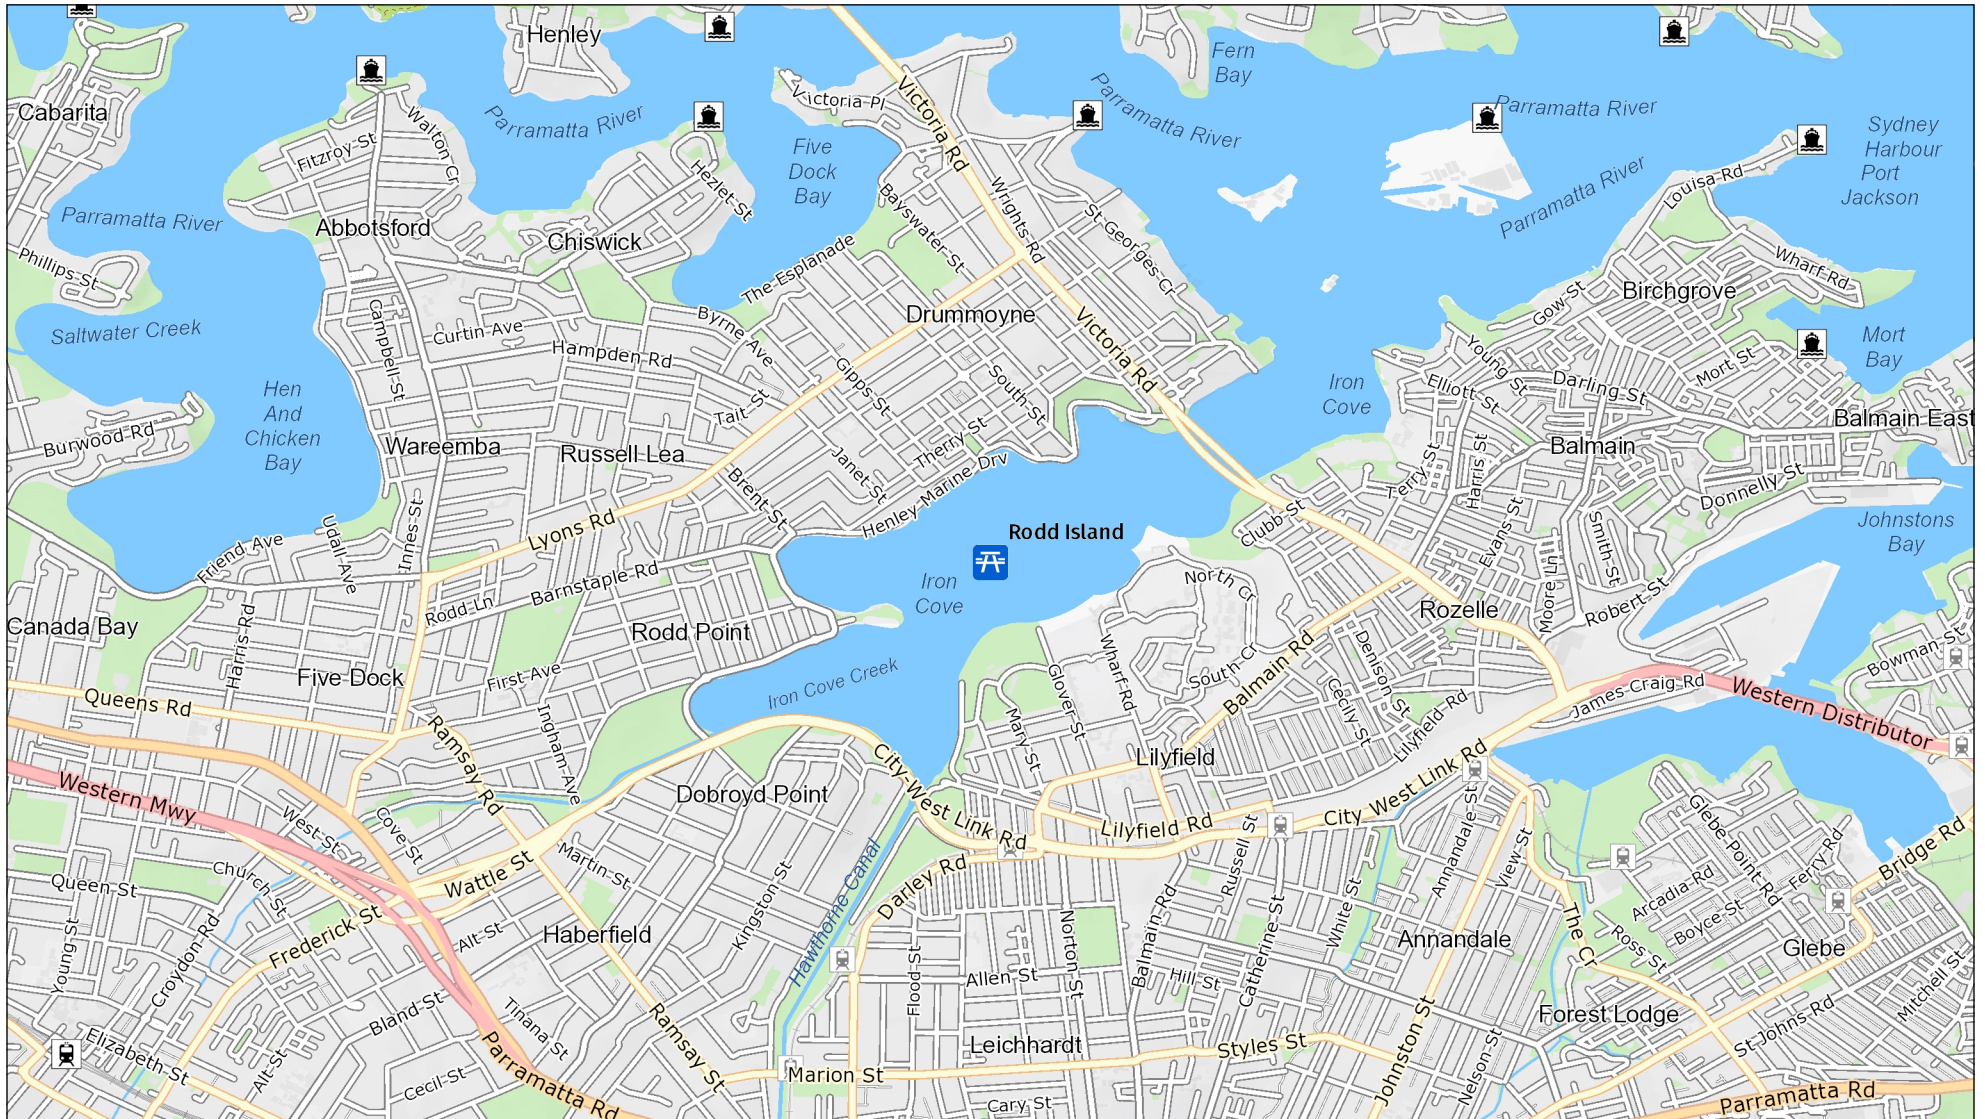 Henley
Fern
Bay
Cabarita
Victoria Pl
Victoria Rd
Parramatta River
Parramatta River
Parramatta River
Walton Cr
Fitzroy St
Five
Dock
Bay
Sydney
Harbour
Port
Jackson
Hezlet St
Louisa Rd
Parramatta River
Parramatta River
Bayswater St
Wrights Rd
St Georges Cr
Abbotsford
Chiswick
Phillips St
The Esplanade
Wharf Rd
Birchgrove
Gow St
Saltwater Creek
Campbell St
Curtin Ave
Byrne Ave
Drummoyne
Victoria Rd
Mort
Bay
Hampden Rd
Young St
Mort St
Gipps St
South St
Iron
Cove
Elliott St
Darling St
Hen
And
Chicken
Bay
Tait St
Burwood Rd
Wareemba
Russell Lea
Therry St
Balmain East
Balmain
Janet St
Henley Marine Drv
Terry St
Harris St
Donnelly St
Brent St
Innes St
Lyons Rd
Udall Ave
Friend Ave
Rodd Island
Clubb St
Evans St
Smith St
Johnstons
Bay
Barnstaple Rd
Rodd Ln
Iron
Cove
North Cr
Moore Ln
Robert St
Rozelle
Canada Bay
Harris Rd
Rodd Point
Wharf Rd
Denison St
Bowman St
Five Dock
First Ave
Iron Cove Creek
Glover St
South Cr
Balmain Rd
Cecily St
Lilyfield Rd
James Craig Rd
Western Distributor
Queens Rd
Ramsay Rd
Ingham Ave
Mary St
Lilyfield
City West Link Rd
City West Link Rd
Western Mwy
Dobroyd Point
West St
Cove St
Lilyfield Rd
Russell St
Annandale St
View St
Glebe Point Rd
Ferry Rd
Bridge Rd
Queen St
Church St
Wattle St
Martin St
Kingston St
Hawthorne Canal
Darley Rd
Arcadia Rd
Boyce St
Young St
Croydon Rd
Frederick St
Alt St
Haberfield
Norton St
Balmain Rd
Catherine St
White St
Annandale
The Cr
Ross St
Glebe
Flood St
Allen St
Hill St
Bland St
Tinana St
Ramsay St
Johnston St
Forest Lodge
Mitchell St
St Johns Rd
Elizabeth St
Alt St
Cecil St
Parramatta Rd
Leichhardt
Marion St
Styles St
Nelson St
Cary St
Parramatta Rd